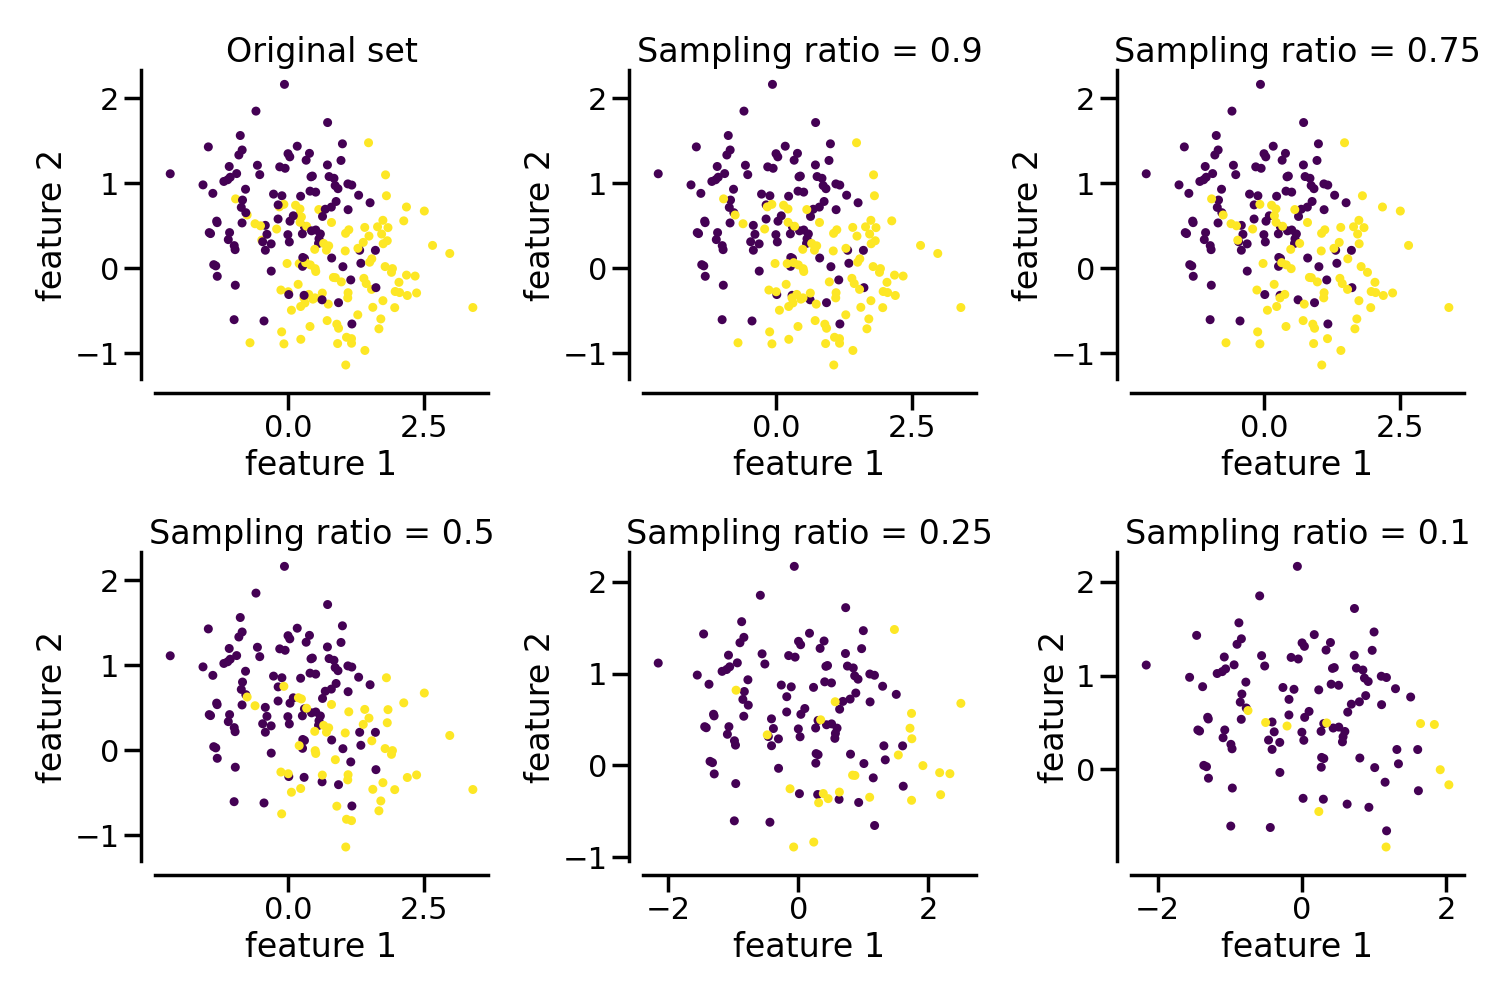 Original set
Sampling ratio = 0.9
Sampling ratio = 0.75
2
1
0
−1
feature 2
0.0
2.5
feature 1
2
1
0
−1
feature 2
0.0
2.5
feature 1
2
1
0
−1
feature 2
0.0
2.5
feature 1
Sampling ratio = 0.5
Sampling ratio = 0.25
Sampling ratio = 0.1
2
1
0
−1
feature 2
0.0
2.5
feature 1
2
1
0
−1
feature 2
−2
0
2
feature 1
2
1
0
feature 2
−2
0
2
feature 1